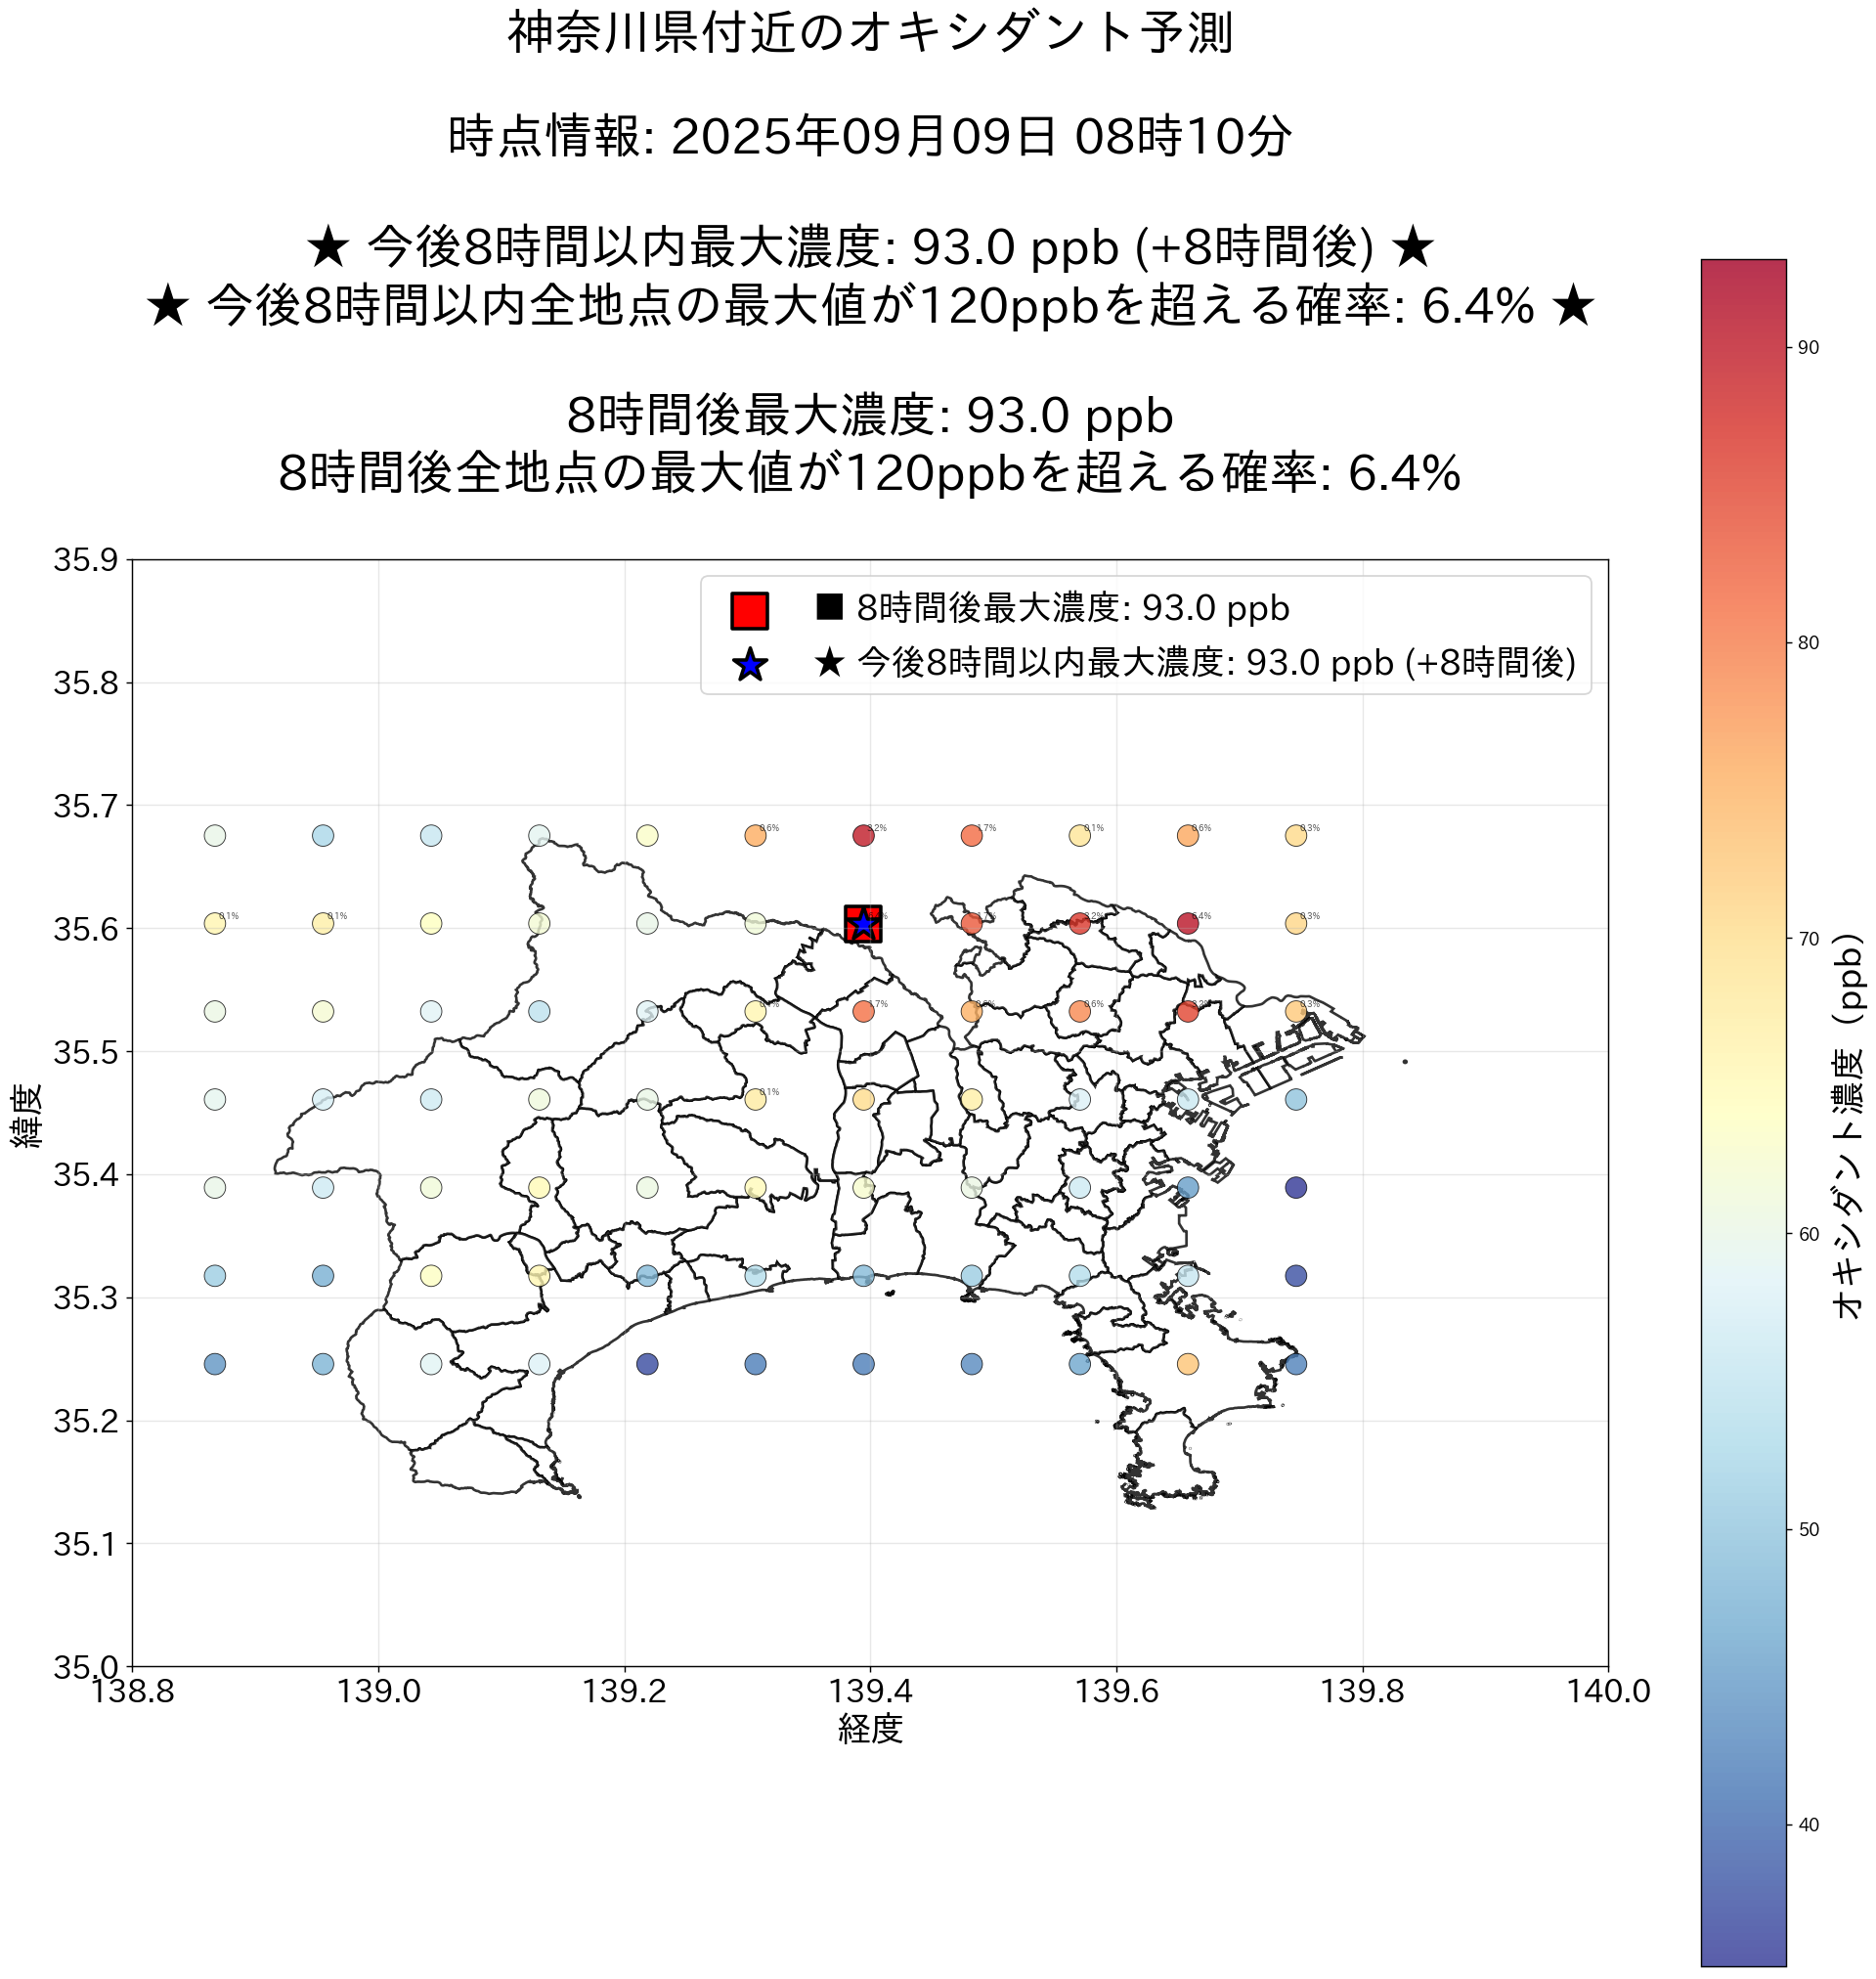 神奈川県付近のオキシダント予測
時点情報: 2025年09月09日 08時10分
★ 今後8時間以内最大濃度: 93.0 ppb (+8時間後) ★
★ 今後8時間以内全地点の最大値が120ppbを超える確率: 6.4% ★
8時間後最大濃度: 93.0 ppb
8時間後全地点の最大値が120ppbを超える確率: 6.4%
■ 8時間後最大濃度: 93.0 ppb
★ 今後8時間以内最大濃度: 93.0 ppb (+8時間後)
35.9
35.8
35.7
35.6
35.5
35.4
35.3
35.2
35.1
35.0
緯度
0.6% 1.7% 0.1% 0.6% 0.3%
0.1% 0.1% 0.3%
1.7% 0.6% 0.3%
0.1%
138.8 139.0 139.2 139.4 139.6 139.8 140.0
経度
90
80
70
60
50
40
オキシダント濃度 (ppb)